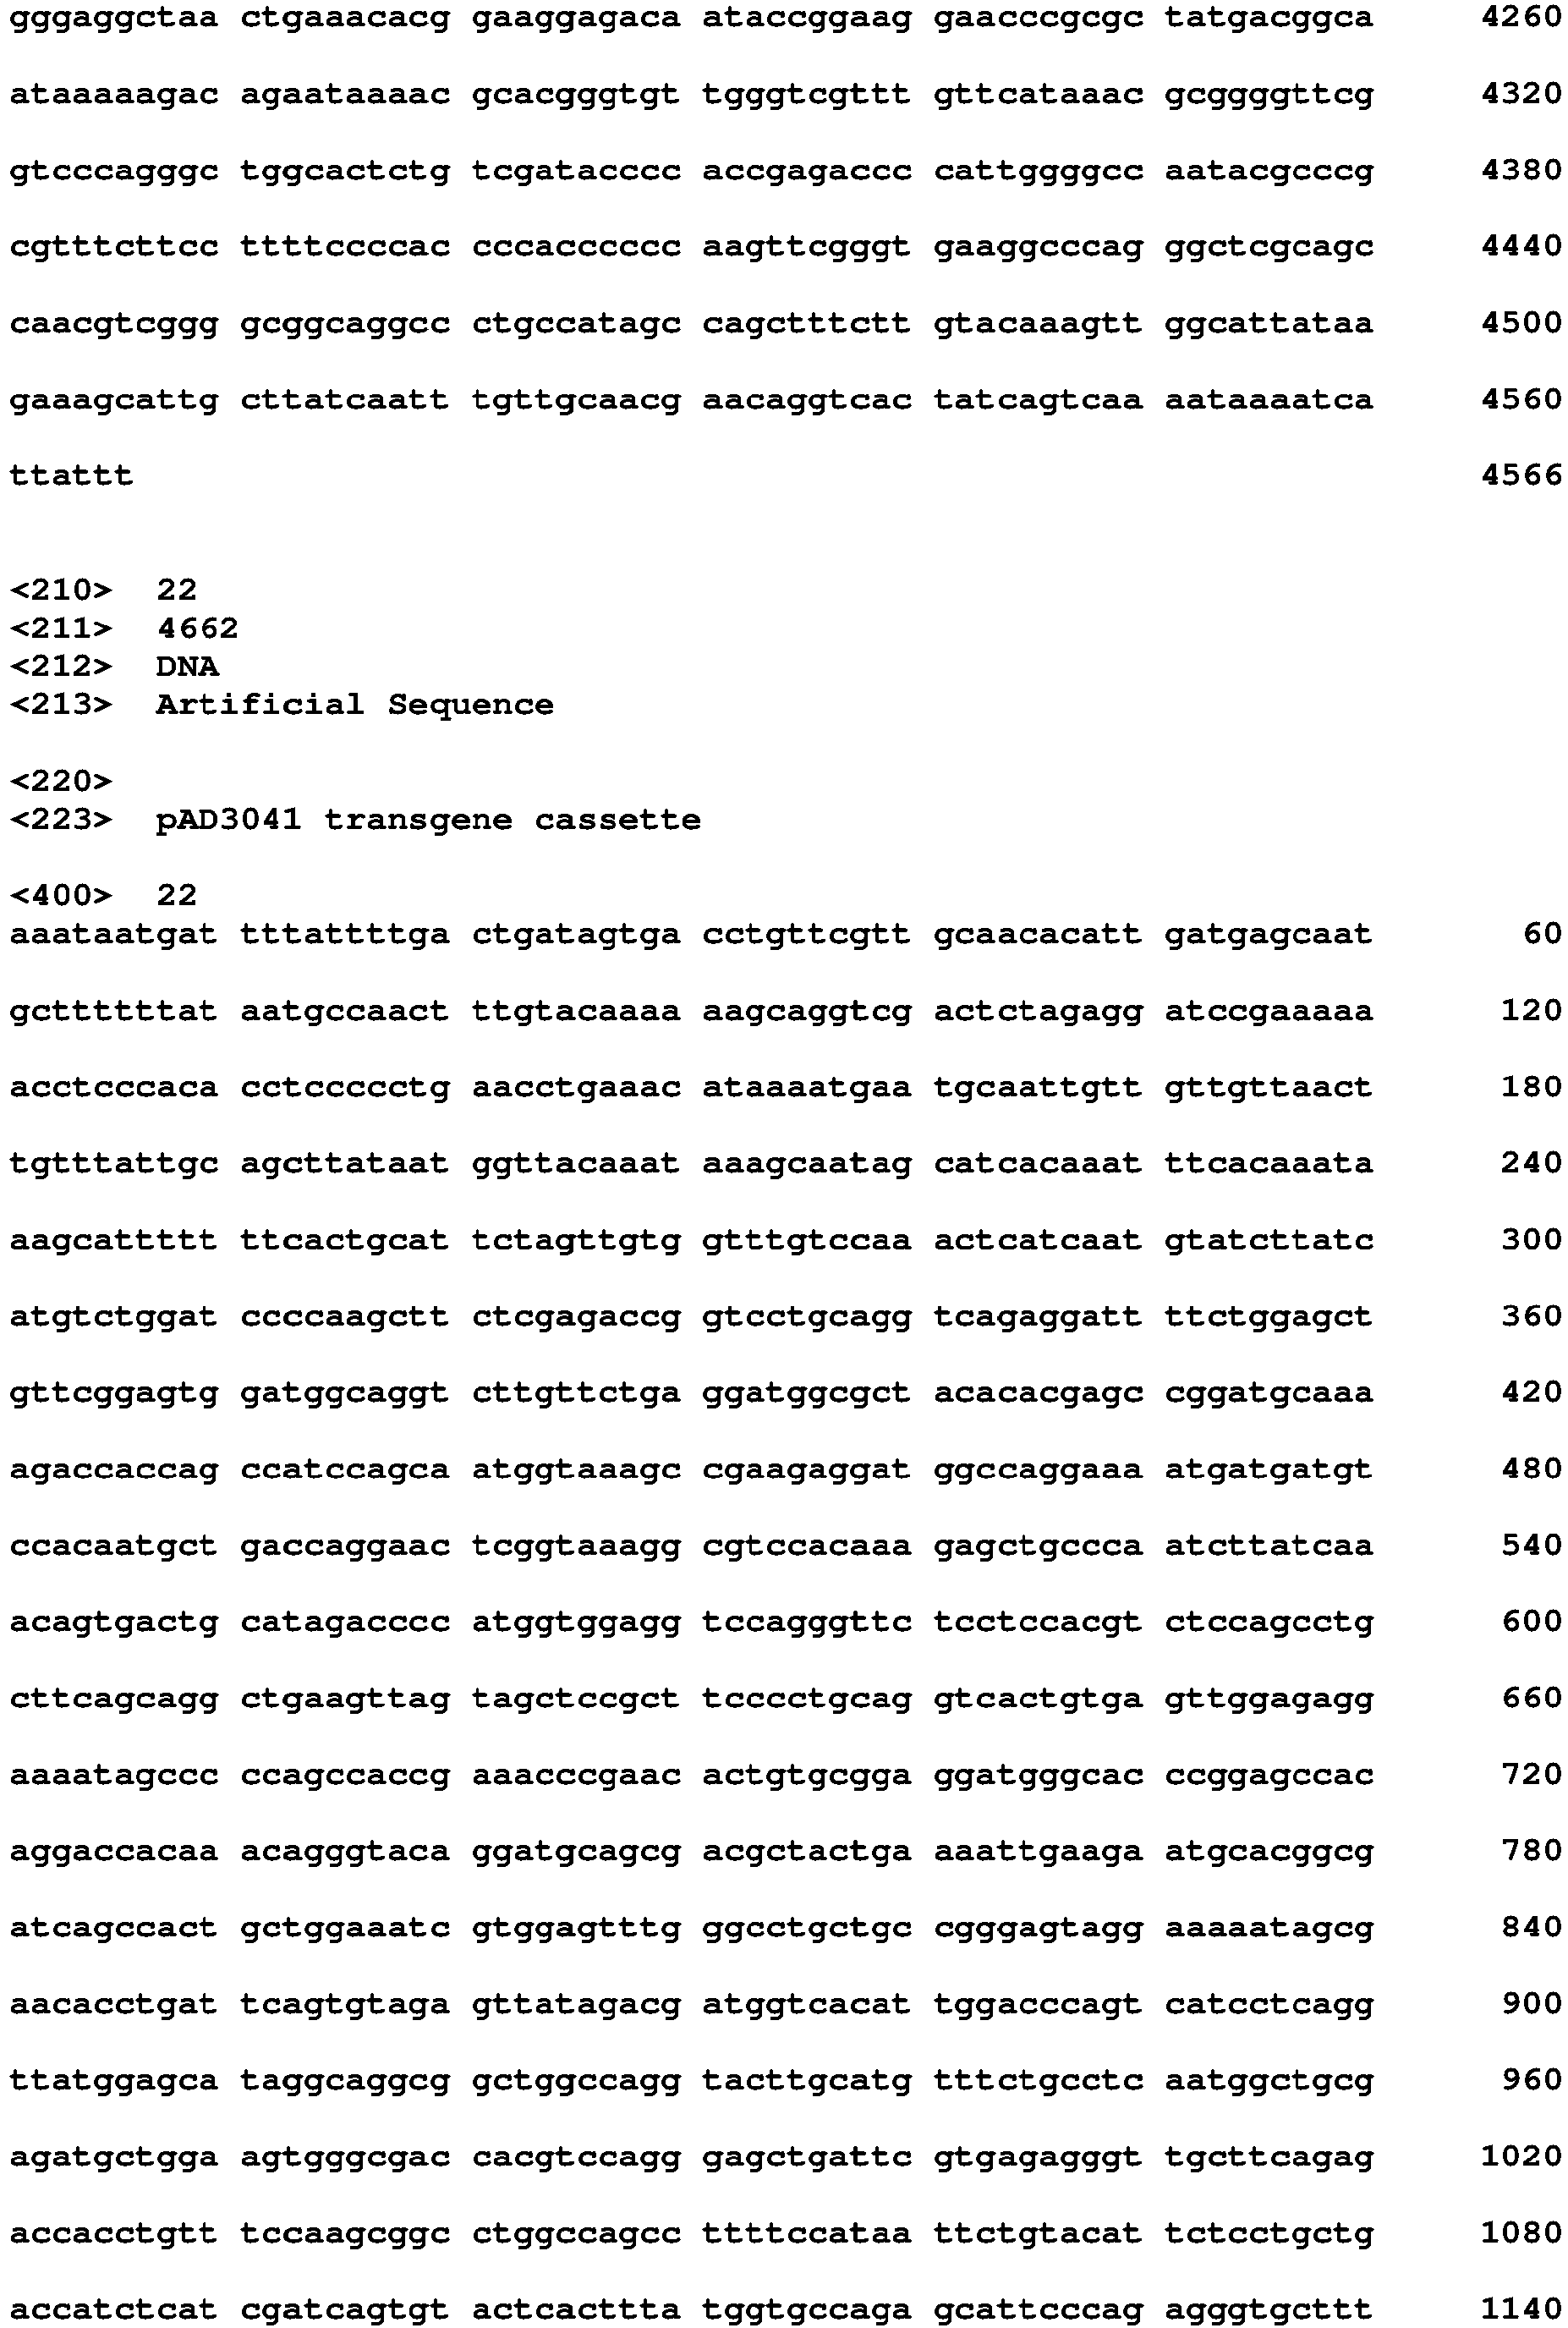 gggaggctaa ctgaaacacg gaaggagaca ataccggaag gaacccgcgc tatgacggca 4260
ataaaaagac agaataaaac gcacgggtgt tgggtcgttt gttcataaac gcggggttcg 4320
gtcccagggc tggcactctg tcgatacccc accgagaccc cattggggcc aatacgcccg 4380
cgtttcttcc ttttccccac cccacccccc aagttcgggt gaaggcccag ggctcgcagc 4440
caacgtcggg gcggcaggcc ctgccatagc cagctttctt gtacaaagtt ggcattataa 4500
gaaagcattg cttatcaatt tgttgcaacg aacaggtcac tatcagtcaa aataaaatca 4560
ttattt 4566
<210> 22
<211> 4662
<212> DNA
<213> Artificial Sequence
<220>
<223> pAD3041 transgene cassette
<400> 22
aaataatgat tttattttga ctgatagtga cctgttcgtt gcaacacatt gatgagcaat 60
gcttttttat aatgccaact ttgtacaaaa aagcaggtcg actctagagg atccgaaaaa 120
acctcccaca cctccccctg aacctgaaac ataaaatgaa tgcaattgtt gttgttaact 180
tgtttattgc agcttataat ggttacaaat aaagcaatag catcacaaat ttcacaaata 240
aagcattttt ttcactgcat tctagttgtg gtttgtccaa actcatcaat gtatcttatc 300
atgtctggat ccccaagctt ctcgagaccg gtcctgcagg tcagaggatt ttctggagct 360
gttcggagtg gatggcaggt cttgttctga ggatggcgct acacacgagc cggatgcaaa 420
agaccaccag ccatccagca atggtaaagc cgaagaggat ggccaggaaa atgatgatgt 480
ccacaatgct gaccaggaac tcggtaaagg cgtccacaaa gagctgccca atcttatcaa 540
acagtgactg catagacccc atggtggagg tccagggttc tcctccacgt ctccagcctg 600
cttcagcagg ctgaagttag tagctccgct tcccctgcag gtcactgtga gttggagagg 660
aaaatagccc ccagccaccg aaacccgaac actgtgcgga ggatgggcac ccggagccac 720
aggaccacaa acagggtaca ggatgcagcg acgctactga aaattgaaga atgcacggcg 780
atcagccact gctggaaatc gtggagtttg ggcctgctgc cgggagtagg aaaaatagcg 840
aacacctgat tcagtgtaga gttatagacg atggtcacat tggacccagt catcctcagg 900
ttatggagca taggcaggcg gctggccagg tacttgcatg tttctgcctc aatggctgcg 960
agatgctgga agtgggcgac cacgtccagg gagctgattc gtgagagggt tgcttcagag 1020
accacctgtt tccaagcggc ctggccagcc ttttccataa ttctgtacat tctcctgctg 1080
accatctcat cgatcagtgt actcacttta tggtgccaga gcattcccag agggtgcttt 1140